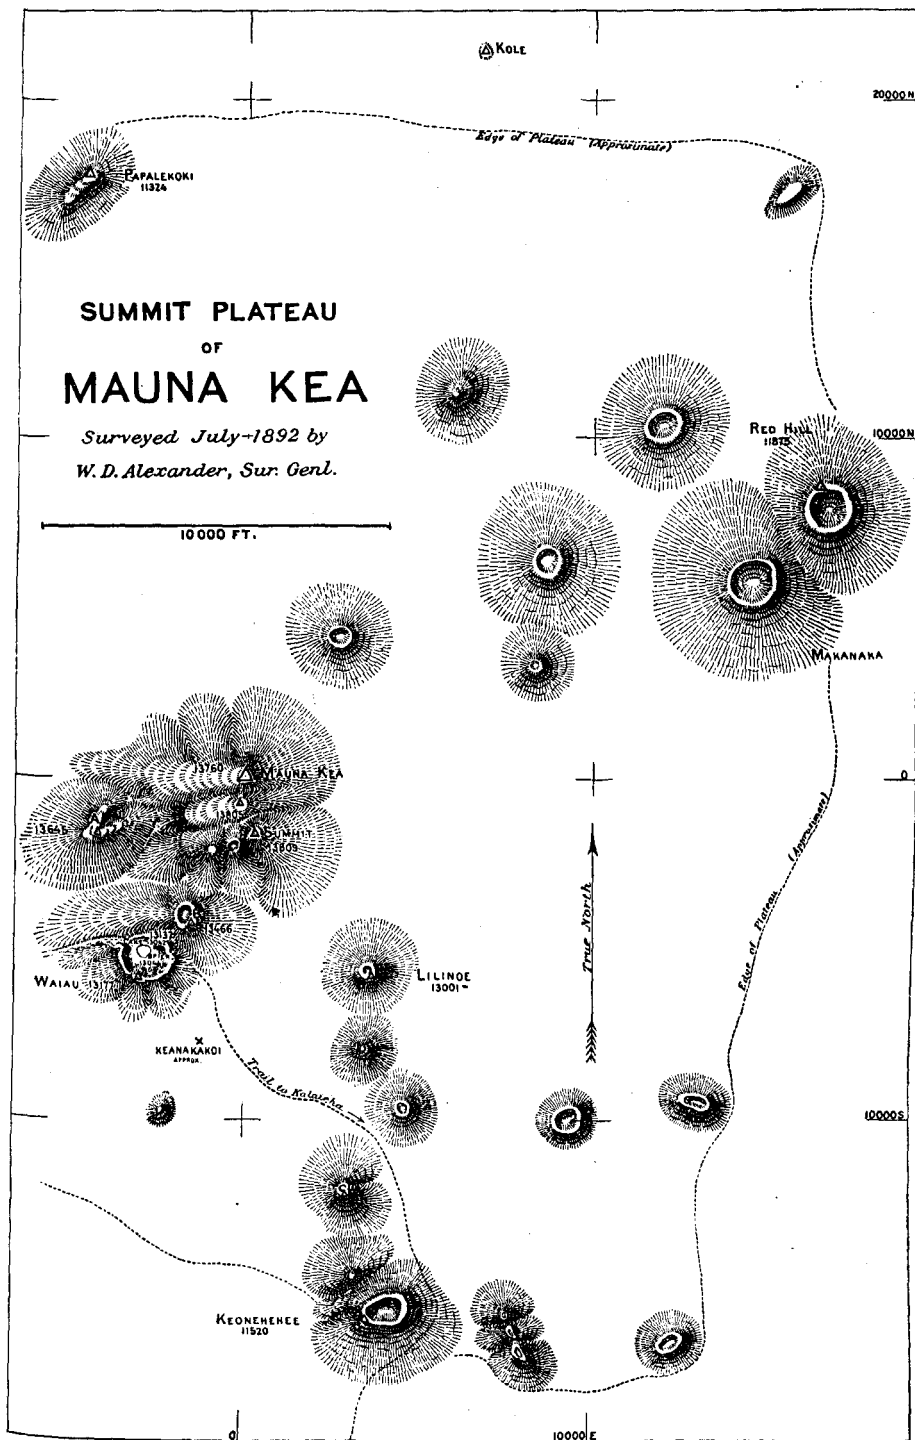 KOLE
20000 N
Edge of Plateau (Approximate)
PAPALEKOKI
11324
SUMMIT PLATEAU
OF
MAUNA KEA
Surveyed July-1892 by
W. D. Alexander, Sur. Genl.
10000 FT.
10000 N
RED HILL
11875
MAKANAKA
13760
MAUNA KEA
0
13805
13645
SUMMIT
Edge of Plateau (Approximate)
True North
13466
WAIAU 13177
LILINOE
13001
KEANAKAKOI
APPROX.
Trail to Kalaieha
10000 S
KEONEHEHEE
11520
0
10000 E